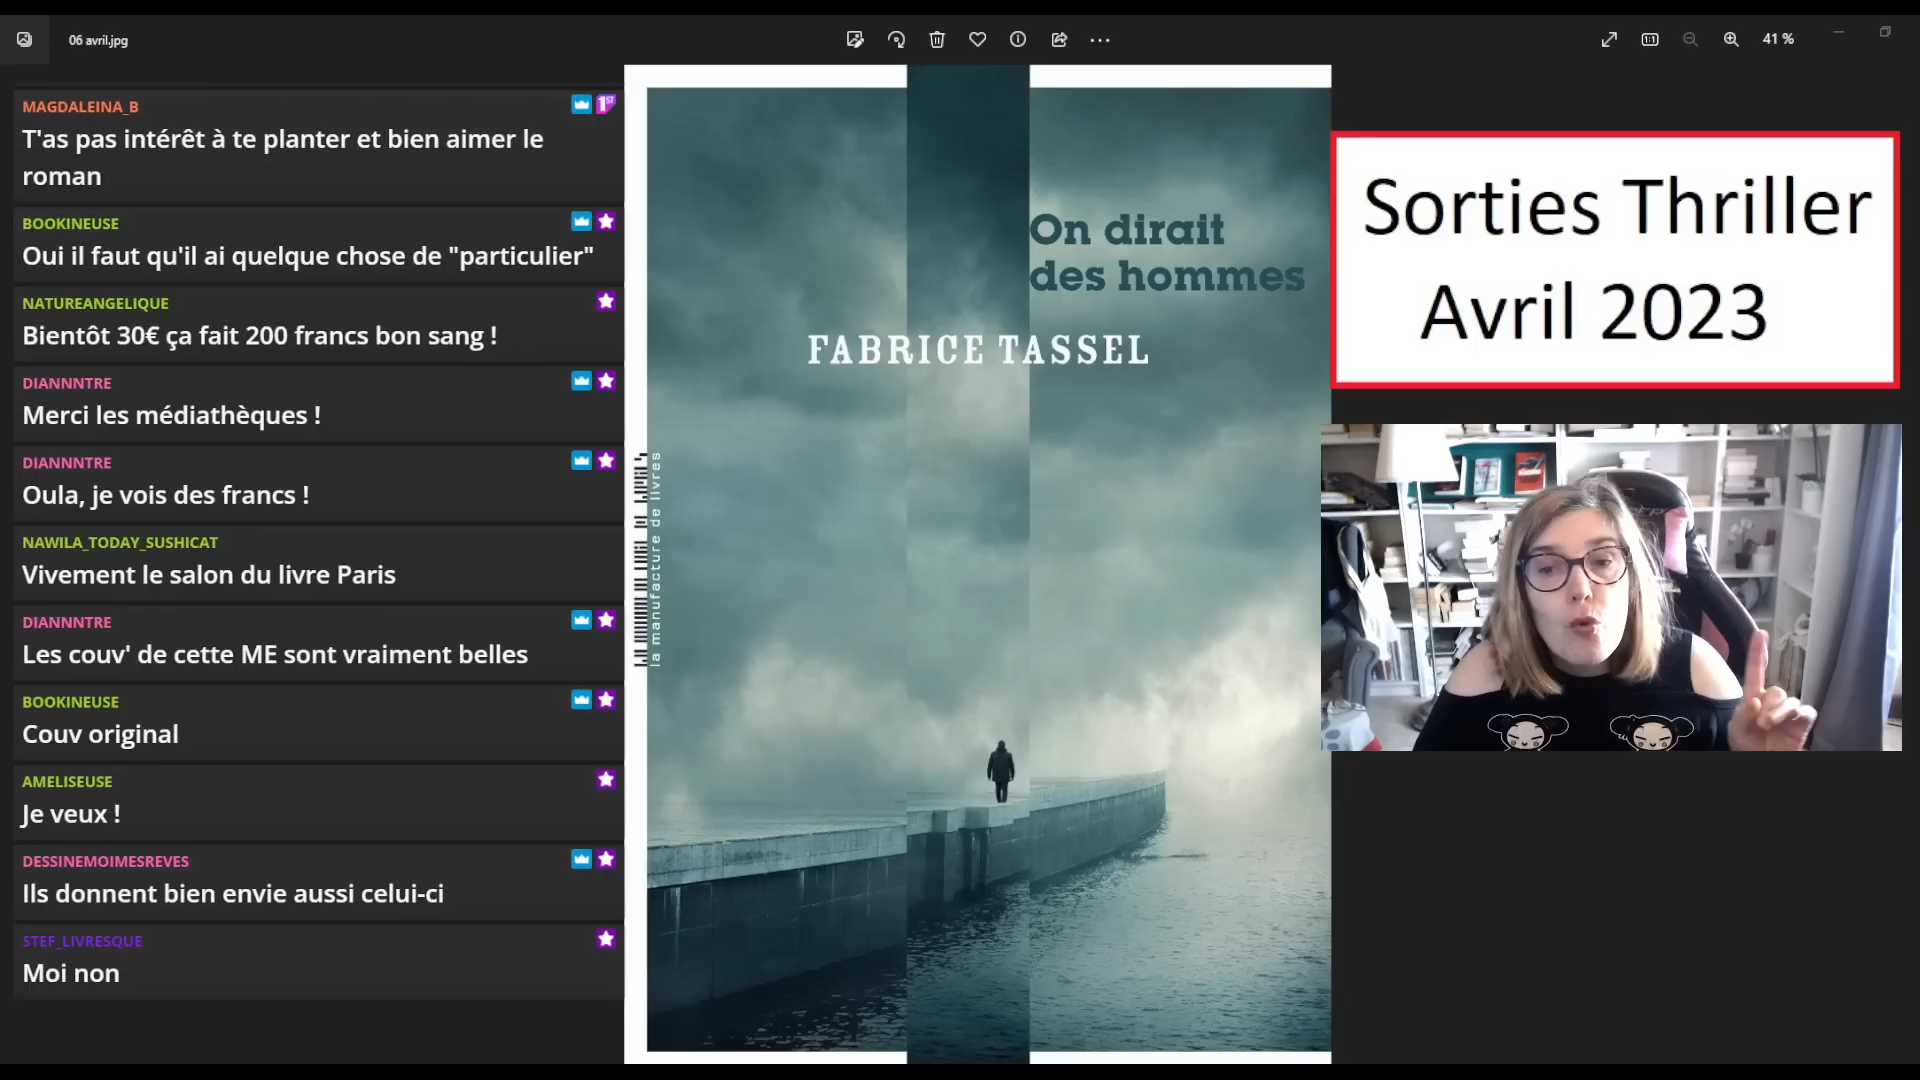 06 avril.jpg
41 %
MAGDALEINA_B
T'as pas intérêt à te planter et bien aimer le
roman
BOOKINEUSE
Oui il faut qu'il ai quelque chose de "particulier"
NATUREANGELIQUE
Bientôt 30€ ça fait 200 francs bon sang !
DIANNNTRE
Merci les médiathèques !
DIANNNTRE
Oula, je vois des francs !
NAWILA_TODAY_SUSHICAT
Vivement le salon du livre Paris
DIANNNTRE
Les couv' de cette ME sont vraiment belles
BOOKINEUSE
Couv original
AMELISEUSE
Je veux !
DESSINEMOIMESREVES
Ils donnent bien envie aussi celui-ci
STEF_LIVRESQUE
Moi non
On dirait
des hommes
FABRICE TASSEL
la manufacture de livres
Sorties Thriller
Avril 2023